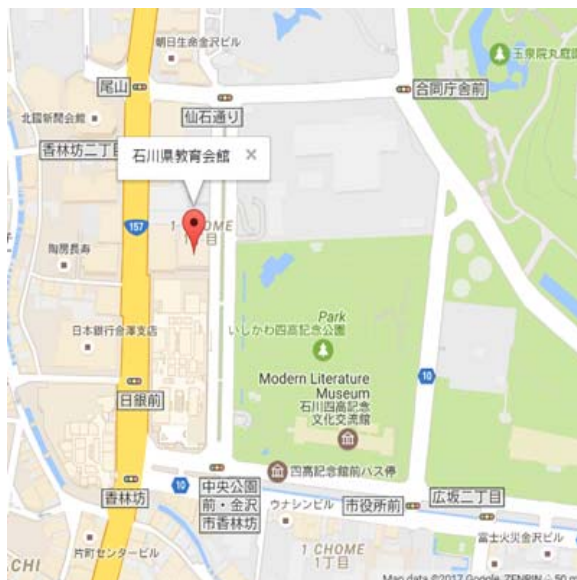 朝日生命金沢ビル
玉泉院丸庭園
尾山
合同庁舎前
仙石通り
北國新聞会館
香林坊二丁目
石川県教育会館 ×
157
1 CHOME
1丁目
陶房長寿
Park
いしかわ四高記念公園
日本銀行金澤支店
Modern Literature
Museum
石川四高記念
文化交流館
10
日銀前
四高記念館前バス停
10
香林坊
中央公園
前・金沢
市香林坊
ウナシンビル
市役所前
広坂二丁目
片町センタービル
1 CHOME
1丁目
富士火災金沢ビル
ACHI
Map data ©2017 Google, ZENRIN
50